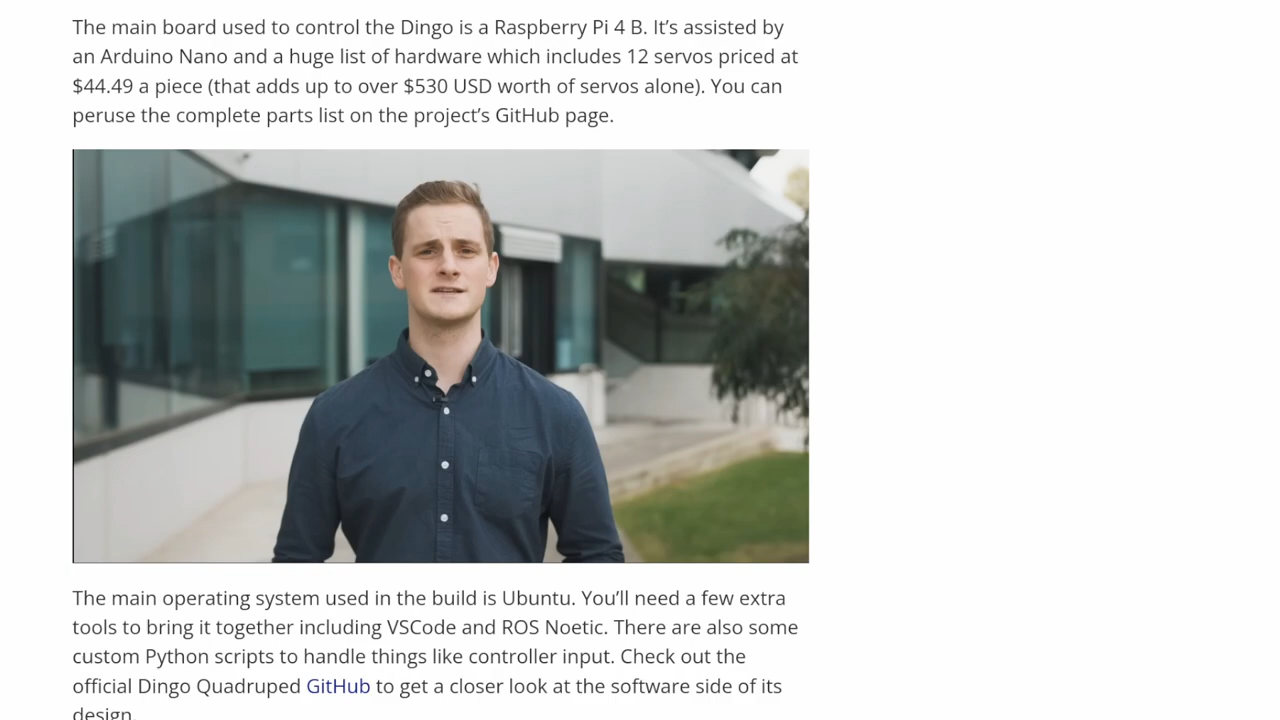 The main board used to control the Dingo is a Raspberry Pi 4 B. It’s assisted by
an Arduino Nano and a huge list of hardware which includes 12 servos priced at
$44.49 a piece (that adds up to over $530 USD worth of servos alone). You can
peruse the complete parts list on the project’s GitHub page.
The main operating system used in the build is Ubuntu. You’ll need a few extra
tools to bring it together including VSCode and ROS Noetic. There are also some
custom Python scripts to handle things like controller input. Check out the
official Dingo Quadruped GitHub to get a closer look at the software side of its
design.